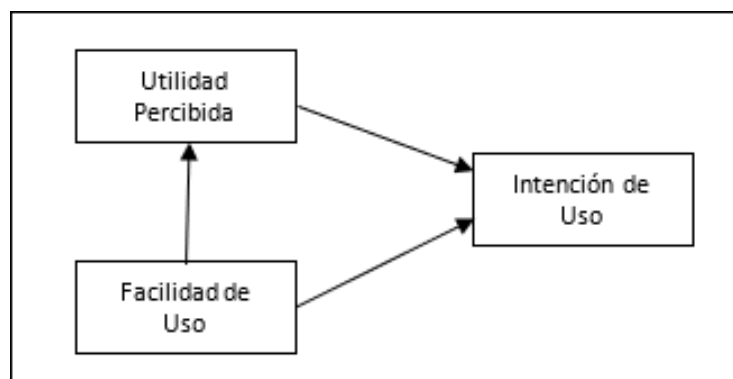 Utilidad
Percibida
Intención de
Uso
Facilidad de
Uso